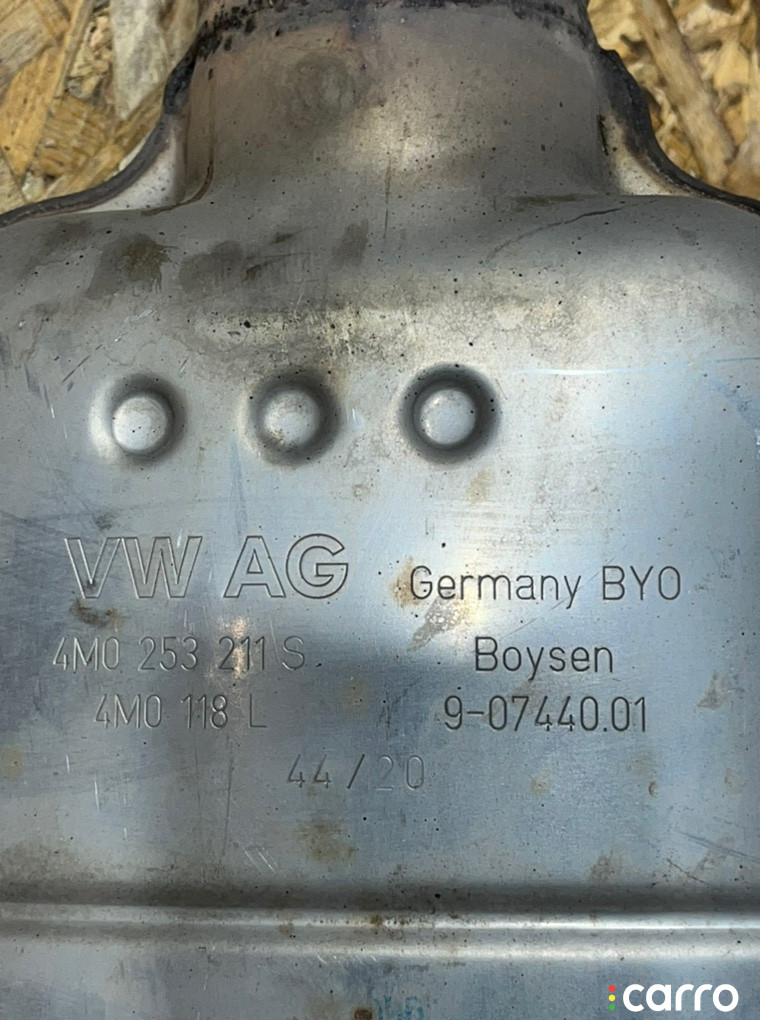 VW AG
4M0 253 211 S
4M0 118 L
Germany BYO
Boysen
9-07440.01
44/20
carro